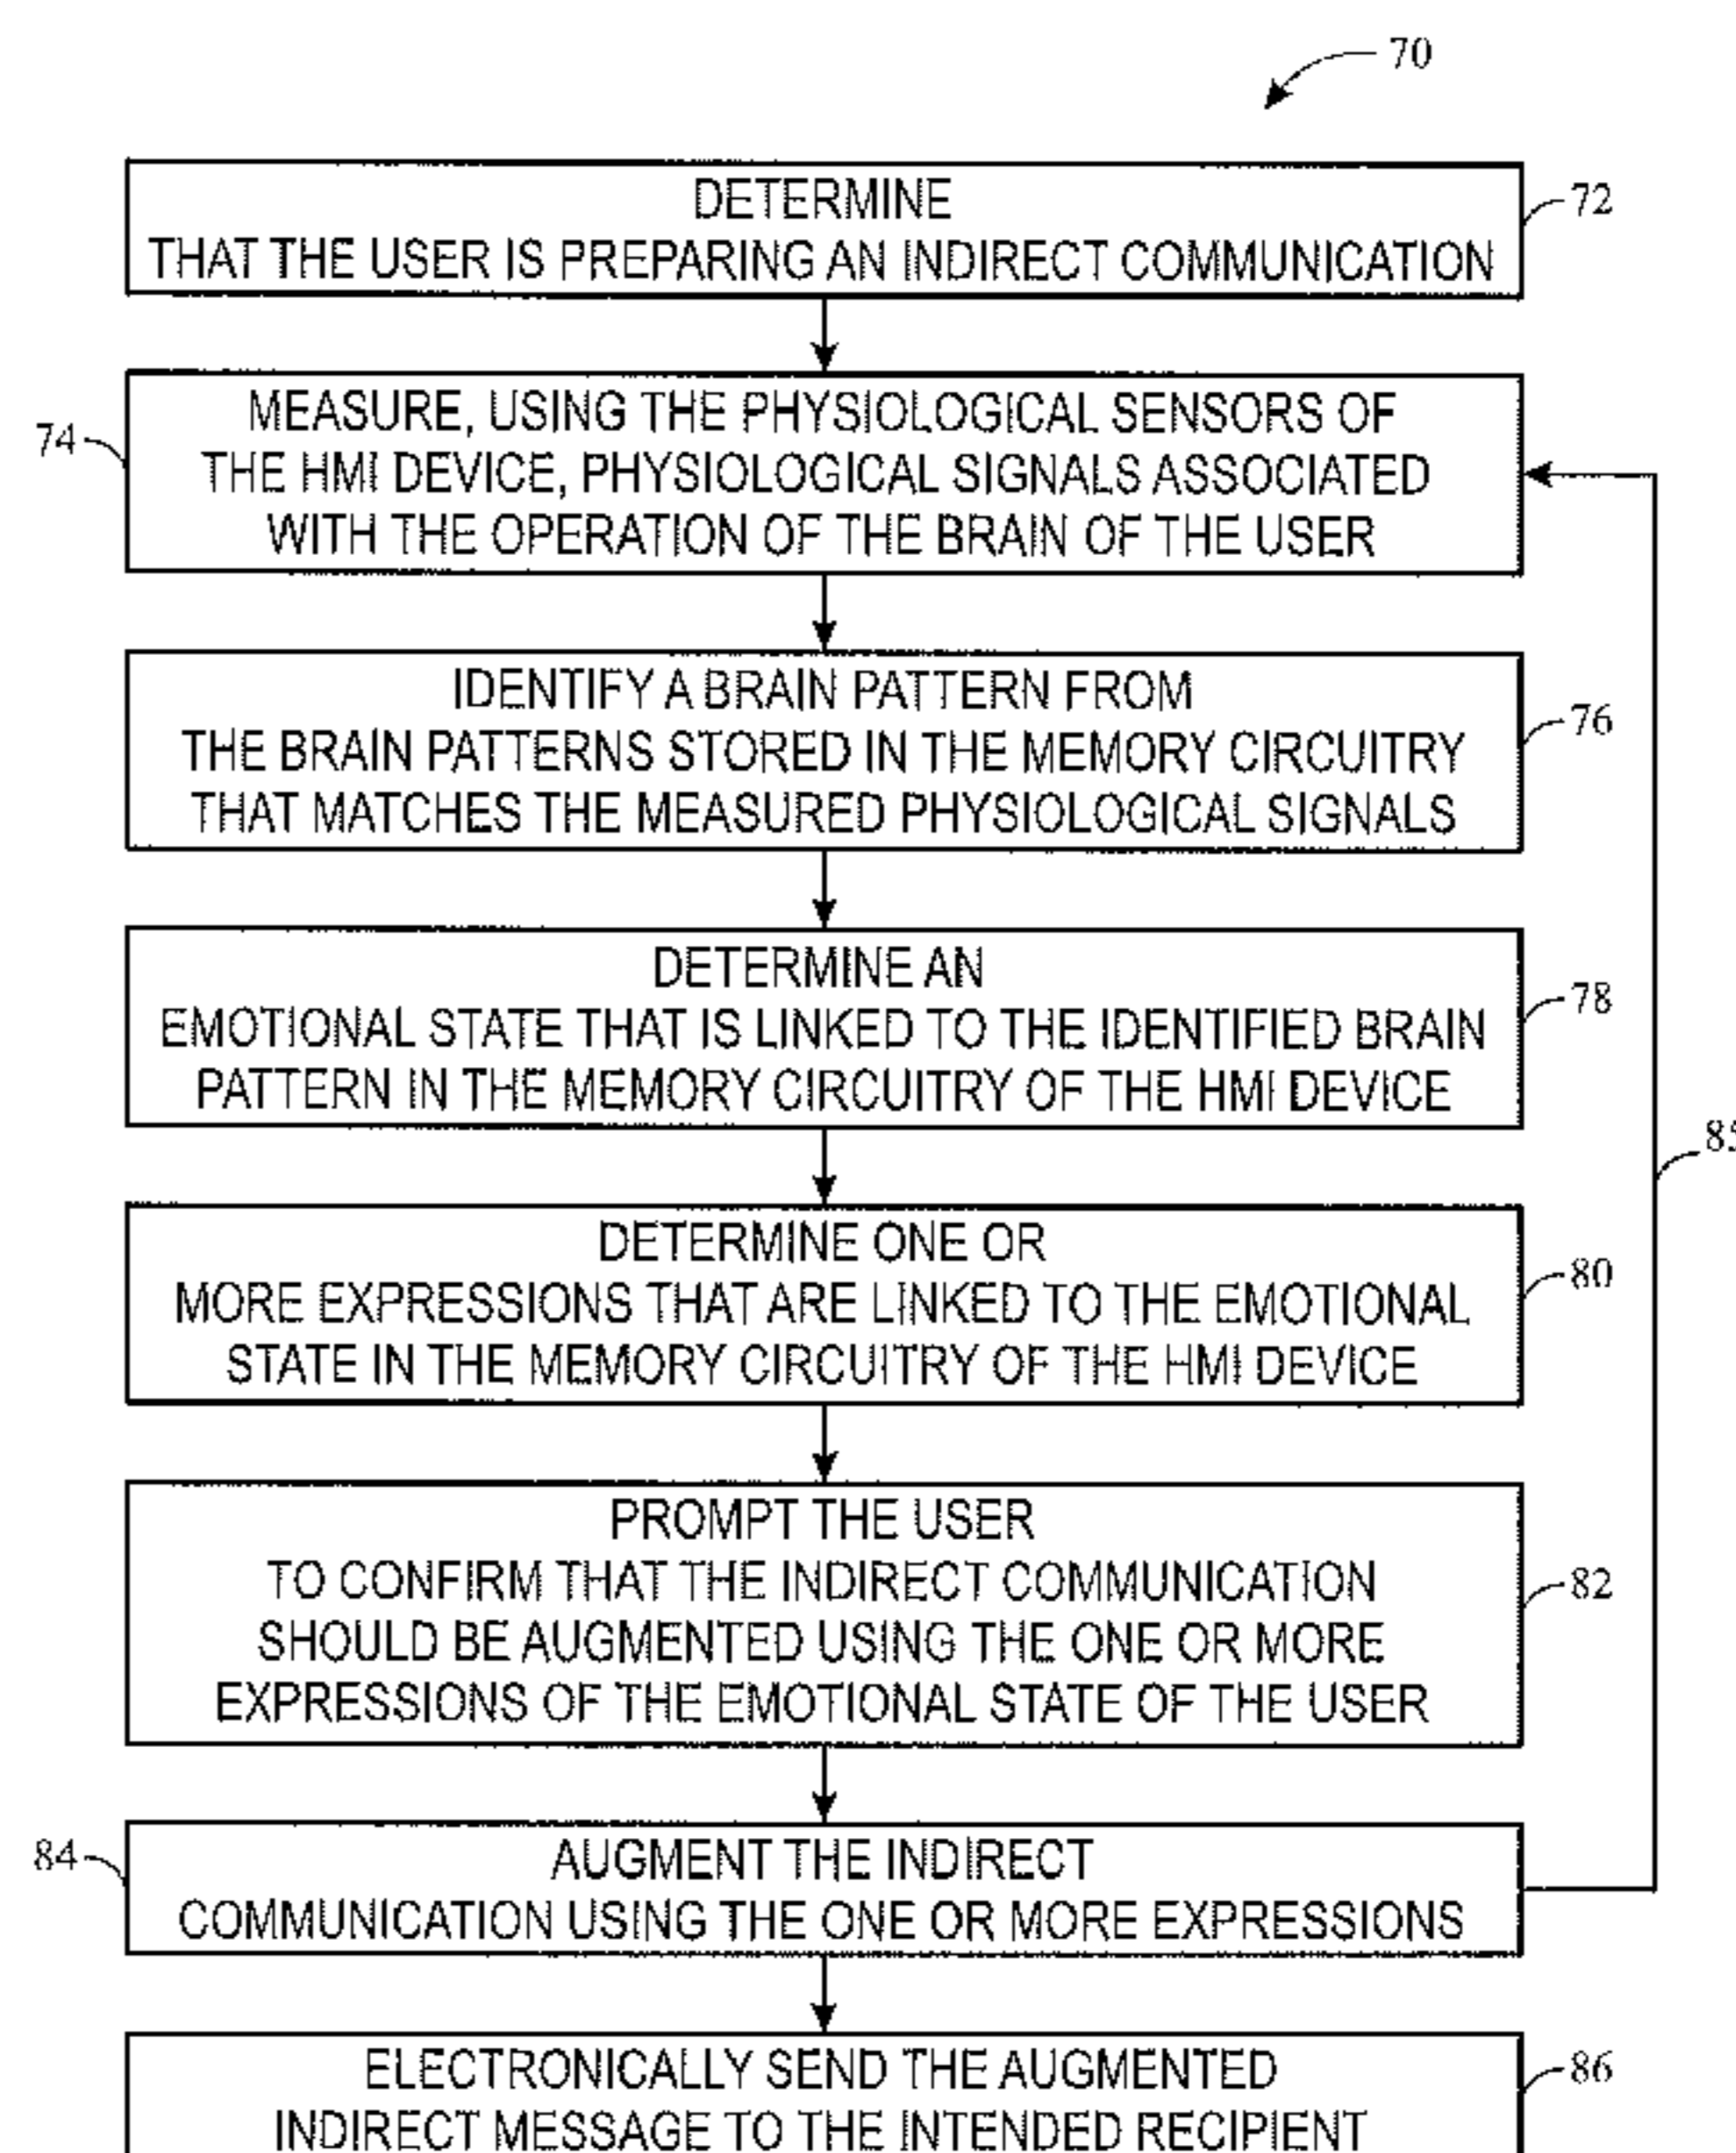 70
DETERMINE
THAT THE USER IS PREPARING AN INDIRECT COMMUNICATION
72
MEASURE, USING THE PHYSIOLOGICAL SENSORS OF
THE HMI DEVICE, PHYSIOLOGICAL SIGNALS ASSOCIATED
WITH THE OPERATION OF THE BRAIN OF THE USER
74
IDENTIFY A BRAIN PATTERN FROM
THE BRAIN PATTERNS STORED IN THE MEMORY CIRCUITRY
THAT MATCHES THE MEASURED PHYSIOLOGICAL SIGNALS
76
DETERMINE AN
EMOTIONAL STATE THAT IS LINKED TO THE IDENTIFIED BRAIN
PATTERN IN THE MEMORY CIRCUITRY OF THE HMI DEVICE
78
85
DETERMINE ONE OR
MORE EXPRESSIONS THAT ARE LINKED TO THE EMOTIONAL
STATE IN THE MEMORY CIRCUITRY OF THE HMI DEVICE
80
PROMPT THE USER
TO CONFIRM THAT THE INDIRECT COMMUNICATION
SHOULD BE AUGMENTED USING THE ONE OR MORE
EXPRESSIONS OF THE EMOTIONAL STATE OF THE USER
82
AUGMENT THE INDIRECT
COMMUNICATION USING THE ONE OR MORE EXPRESSIONS
84
ELECTRONICALLY SEND THE AUGMENTED
INDIRECT MESSAGE TO THE INTENDED RECIPIENT
86